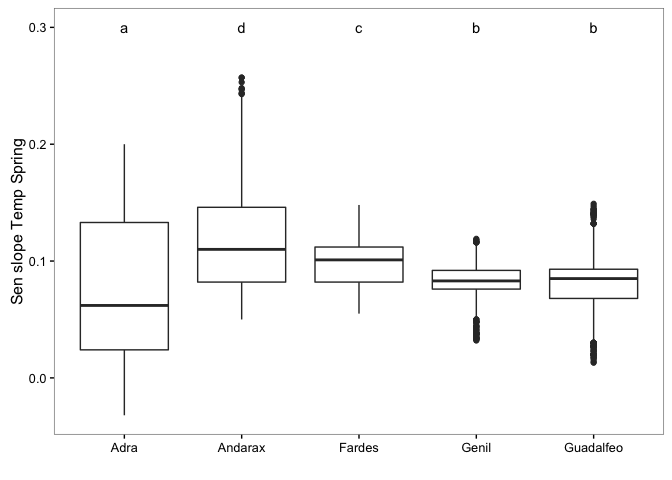 a d c b b
0.3
0.2
0.1
0.0
Sen slope Temp Spring
Adra Andarax Fardes Genil Guadalfeo